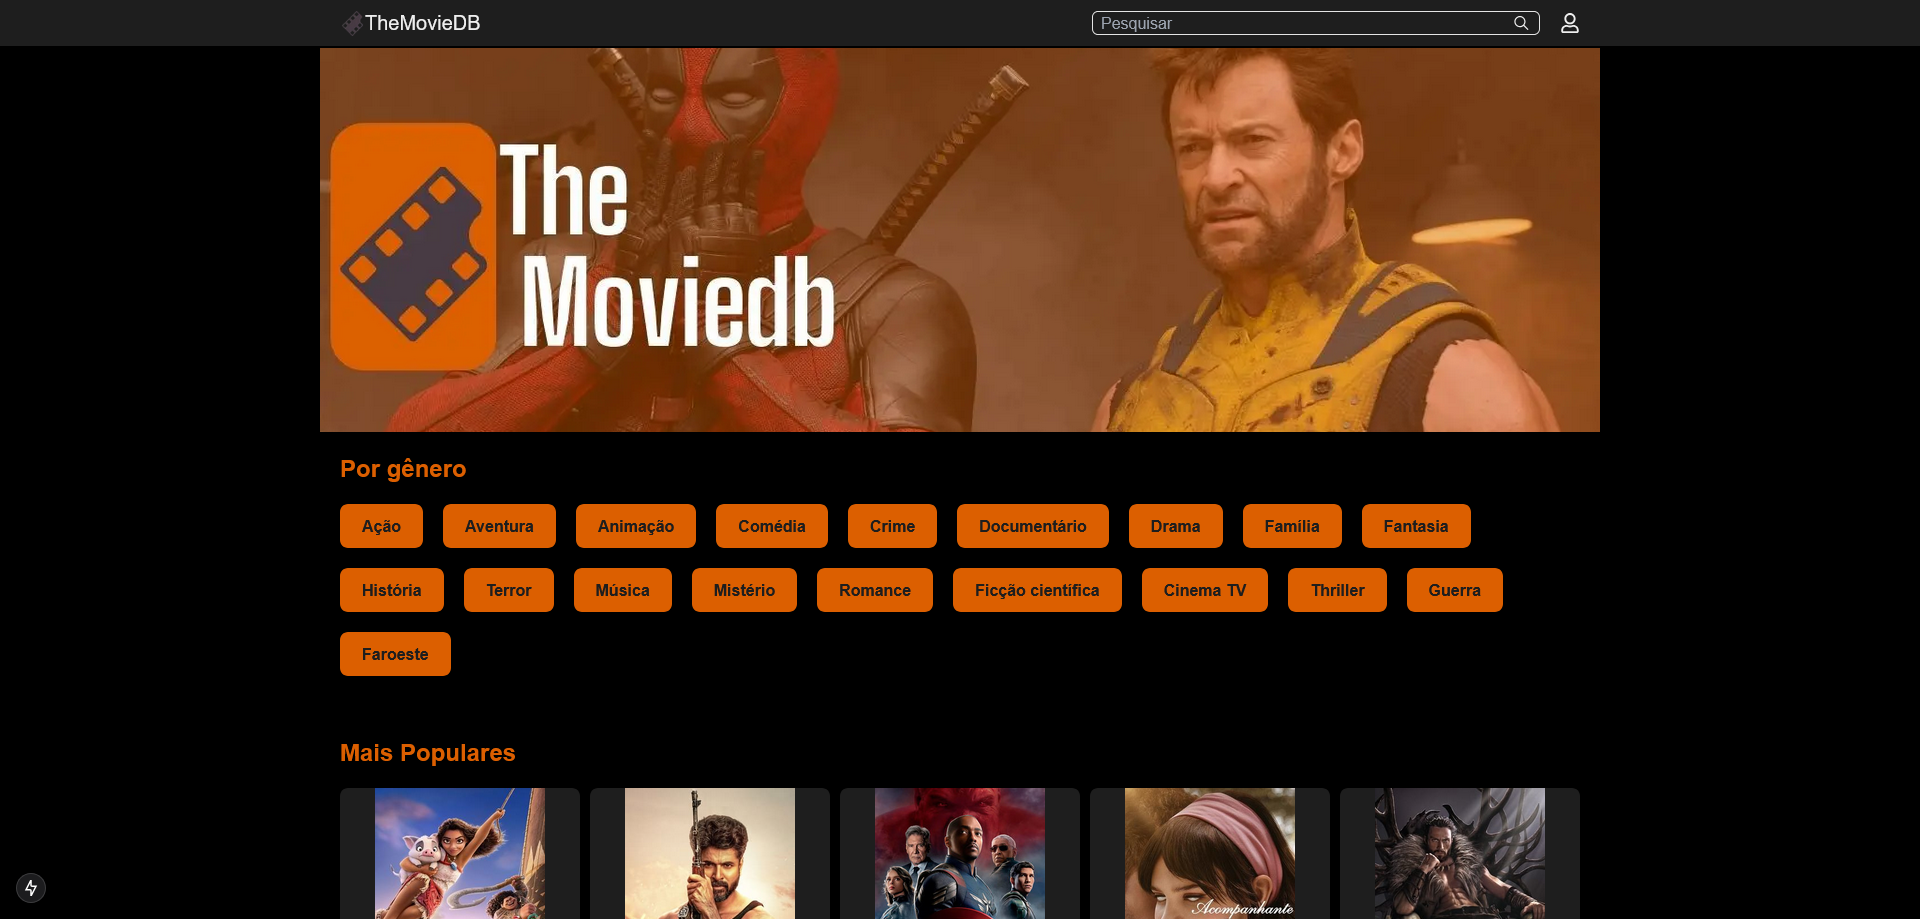 TheMovieDB
Pesquisar
The
Moviedb
Por gênero
Ação Aventura Animação Comédia Crime Documentário Drama Família Fantasia
História Terror Música Mistério Romance Ficção científica Cinema TV Thriller Guerra
Faroeste
Mais Populares
Acompanhante